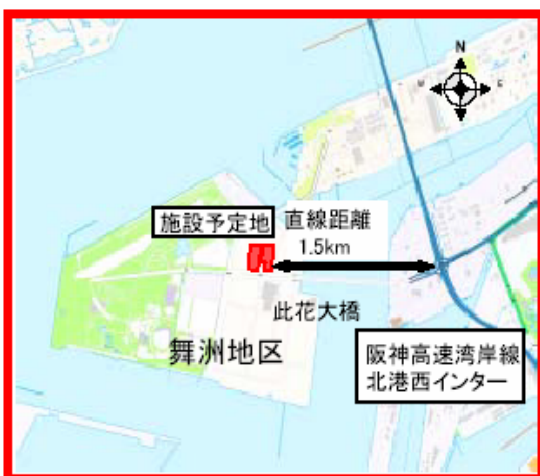 N
施設予定地
直線距離
1.5km
此花大橋
舞洲地区
阪神高速湾岸線
北港西インター